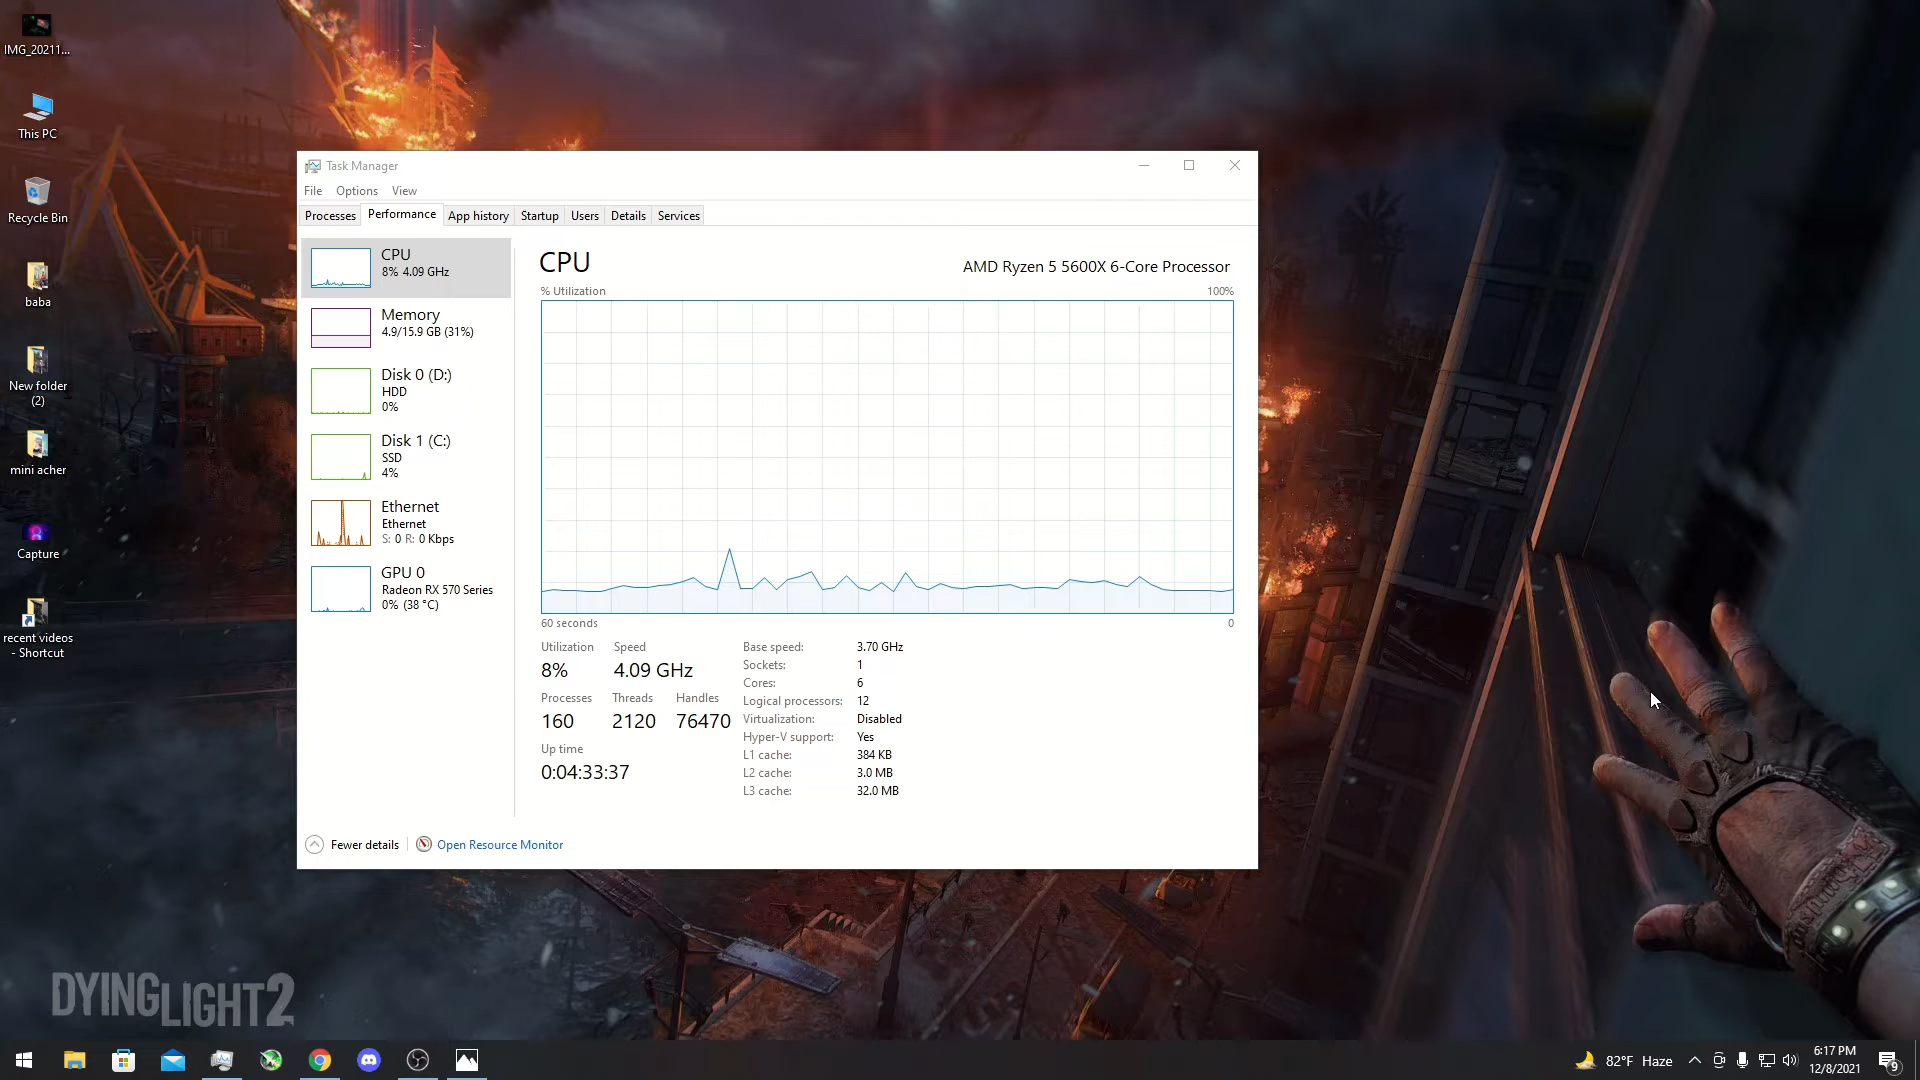 IMG_20211...
This PC
Recycle Bin
baba
New folder
(2)
mini acher
Capture
recent videos
- Shortcut
Task Manager
File Options View
Processes Performance App history Startup Users Details Services
CPU
8% 4.09 GHz
Memory
4.9/15.9 GB (31%)
Disk 0 (D:)
HDD
0%
Disk 1 (C:)
SSD
4%
Ethernet
Ethernet
S: 0 R: 0 Kbps
GPU 0
Radeon RX 570 Series
0% (38 °C)
CPU
AMD Ryzen 5 5600X 6-Core Processor
% Utilization 100%
60 seconds 0
Utilization Speed
8% 4.09 GHz
Processes Threads Handles
160 2120 76470
Up time
0:04:33:37
Base speed: 3.70 GHz
Sockets: 1
Cores: 6
Logical processors: 12
Virtualization: Disabled
Hyper-V support: Yes
L1 cache: 384 KB
L2 cache: 3.0 MB
L3 cache: 32.0 MB
Fewer details Open Resource Monitor
DYING LIGHT 2
82°F Haze
6:17 PM
12/8/2021
9